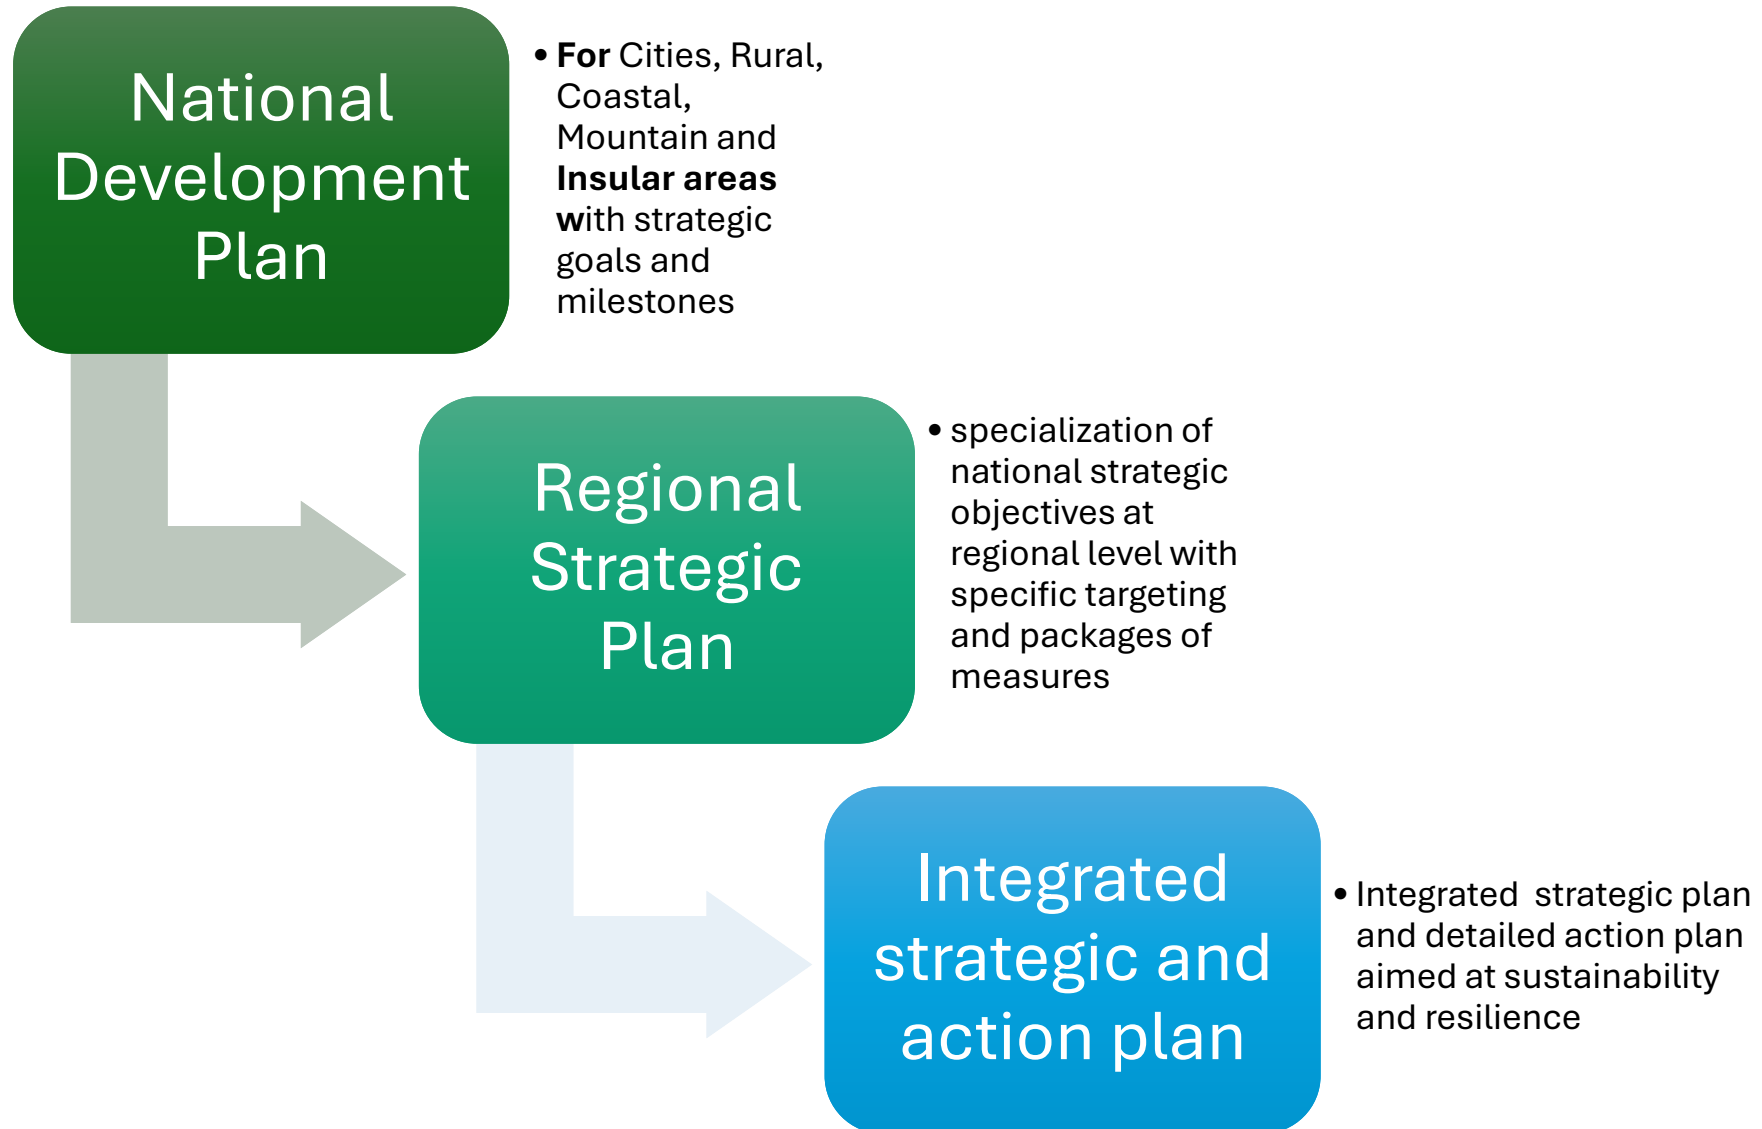 National
Development
Plan
• For Cities, Rural,
Coastal,
Mountain and
Insular areas
with strategic
goals and
milestones
Regional
Strategic
Plan
• specialization of
national strategic
objectives at
regional level with
specific targeting
and packages of
measures
Integrated
strategic and
action plan
• Integrated  strategic plan
and detailed action plan
aimed at sustainability
and resilience